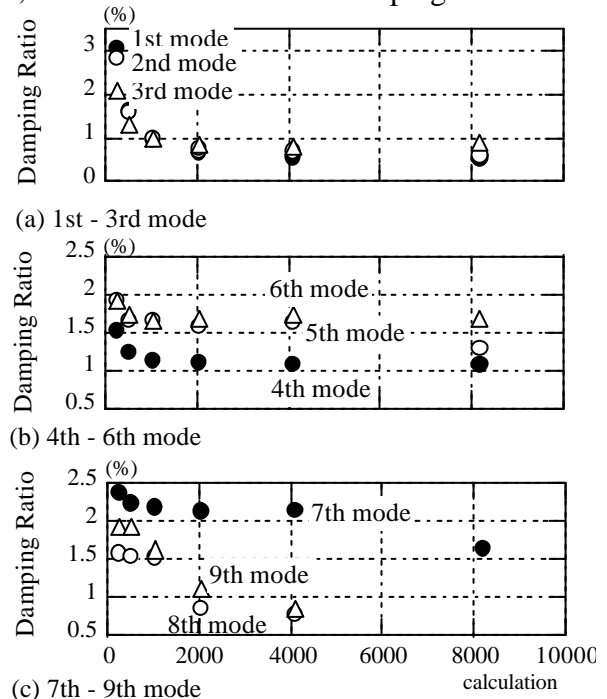 (%)
3
1st mode
2nd mode
2
3rd mode
1
0
Damping Ratio
(a) 1st - 3rd mode
(%)
2.5
2
6th mode
1.5
5th mode
1
4th mode
0.5
Damping Ratio
(b) 4th - 6th mode
(%)
2.5
2
7th mode
1.5
9th mode
1
8th mode
0.5
Damping Ratio
0 2000 4000 6000 8000 10000
calculation
(c) 7th - 9th mode